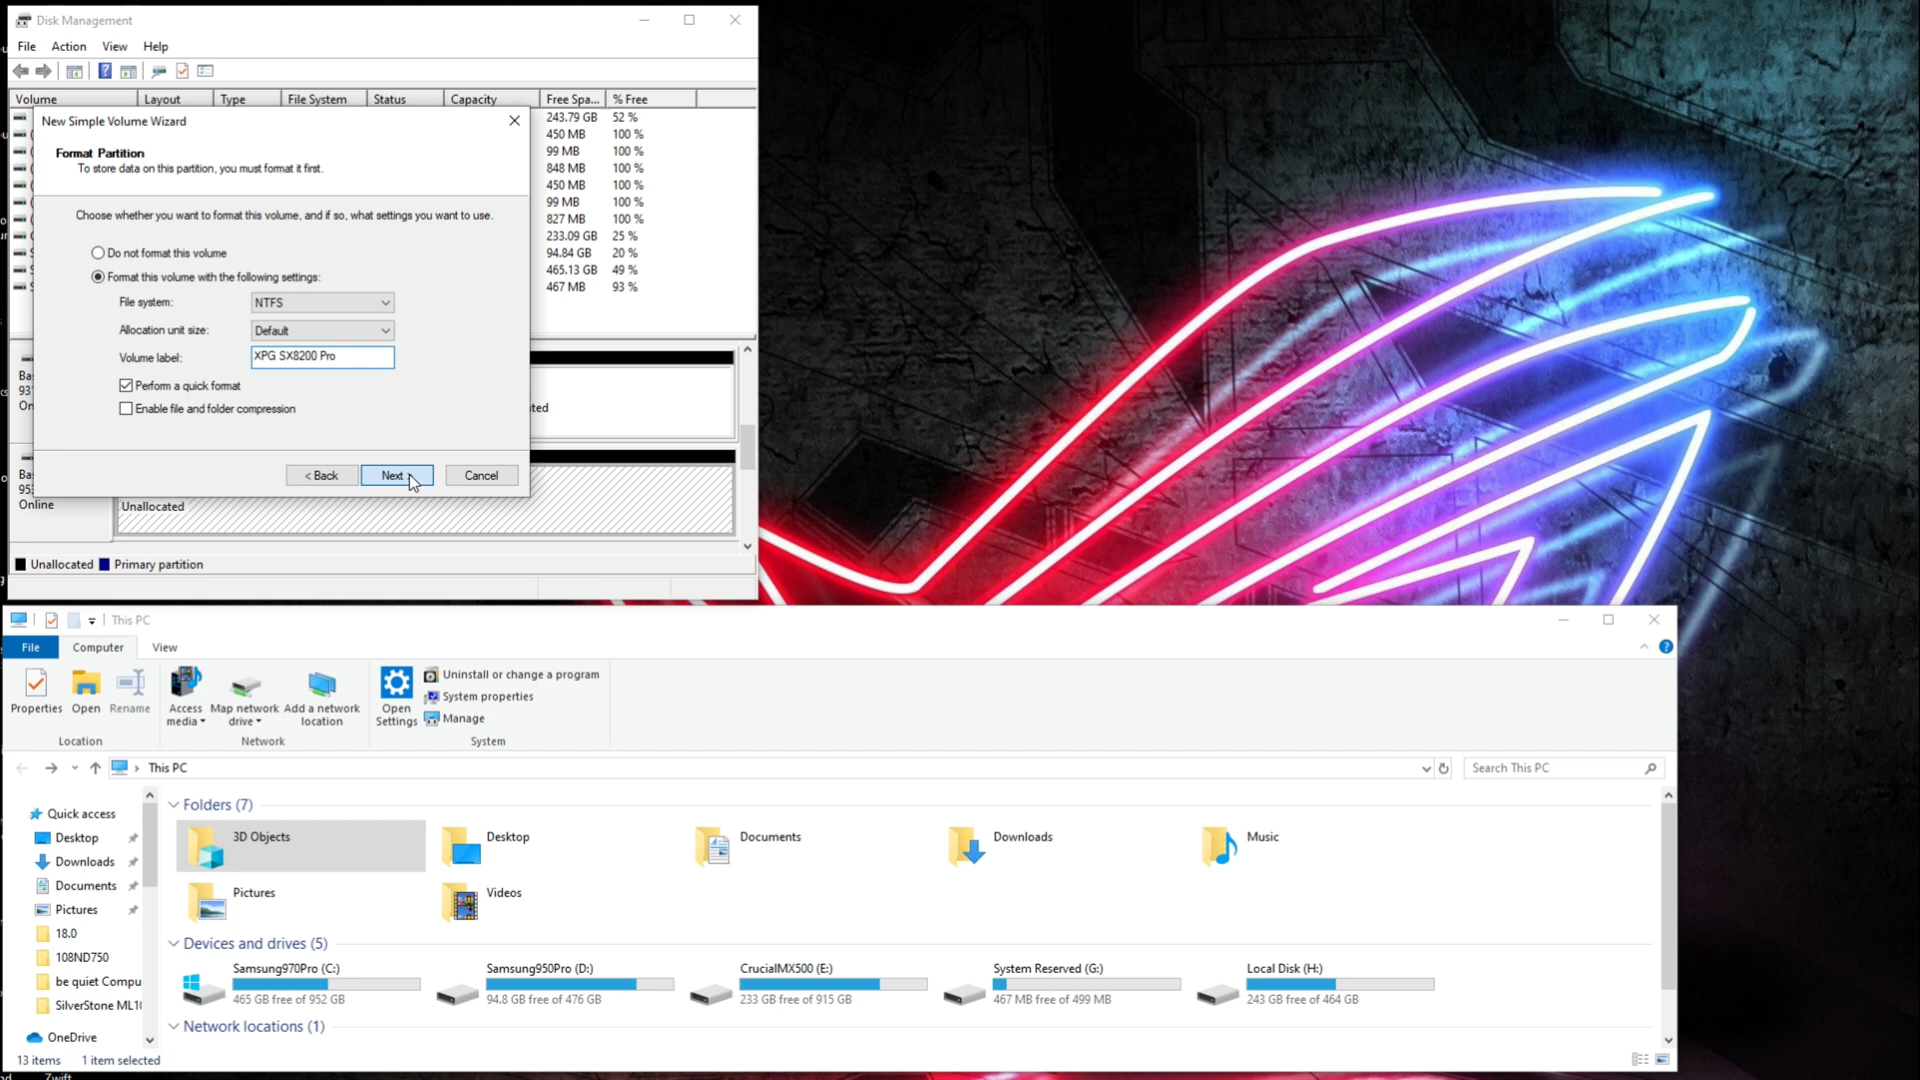 Disk Management
File Action View Help
Volume Layout Type File System Status Capacity Free Spa... % Free
243.79 GB 52 %
450 MB 100 %
99 MB 100 %
848 MB 100 %
450 MB 100 %
99 MB 100 %
827 MB 100 %
233.09 GB 25 %
94.84 GB 20 %
465.13 GB 49 %
467 MB 93 %
New Simple Volume Wizard
Format Partition
To store data on this partition, you must format it first.
Choose whether you want to format this volume, and if so, what settings you want to use.
Do not format this volume
Format this volume with the following settings:
File system: NTFS
Allocation unit size: Default
Volume label: XPG SX8200 Pro
Perform a quick format
Enable file and folder compression
< Back Next Cancel
Ba
931
On
ted
Ba
953
Online
Unallocated
Unallocated Primary partition
This PC
File Computer View
Properties Open Rename
Access media
Map network drive
Add a network location
Open Settings
Uninstall or change a program
System properties
Manage
Location Network System
This PC
Search This PC
Quick access
Desktop
Downloads
Documents
Pictures
18.0
108ND750
be quiet Compu
SilverStone ML10
OneDrive
Folders (7)
3D Objects Desktop Documents Downloads Music
Pictures Videos
Devices and drives (5)
Samsung970Pro (C:)
465 GB free of 952 GB
Samsung950Pro (D:)
94.8 GB free of 476 GB
CrucialMX500 (E:)
233 GB free of 915 GB
System Reserved (G:)
467 MB free of 499 MB
Local Disk (H:)
243 GB free of 464 GB
Network locations (1)
13 items 1 item selected
Zwift